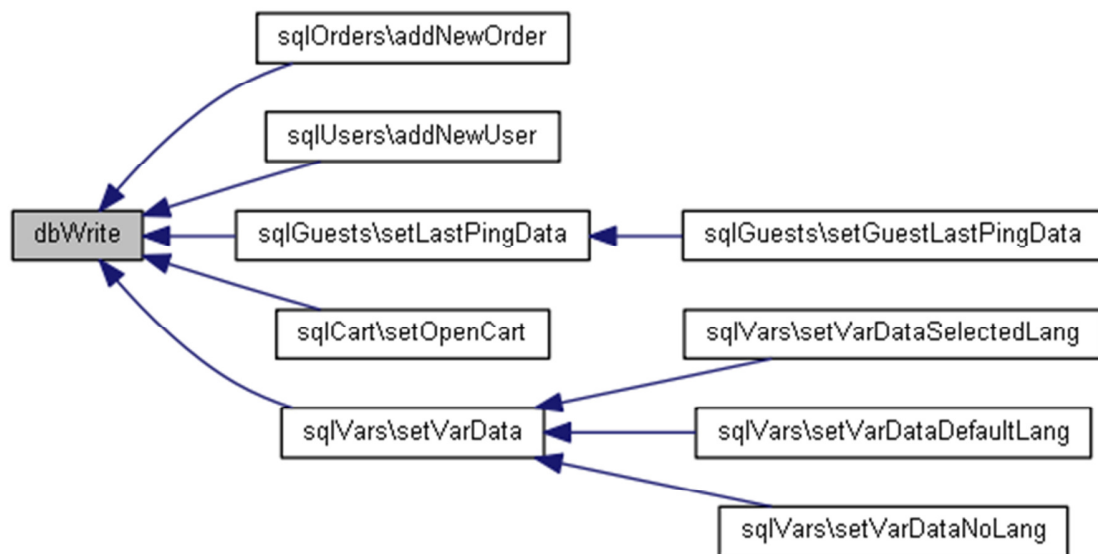 sqlOrders\addNewOrder
sqlUsers\addNewUser
dbWrite
sqlGuests\setLastPingData
sqlGuests\setGuestLastPingData
sqlCart\setOpenCart
sqlVars\setVarDataSelectedLang
sqlVars\setVarData
sqlVars\setVarDataDefaultLang
sqlVars\setVarDataNoLang